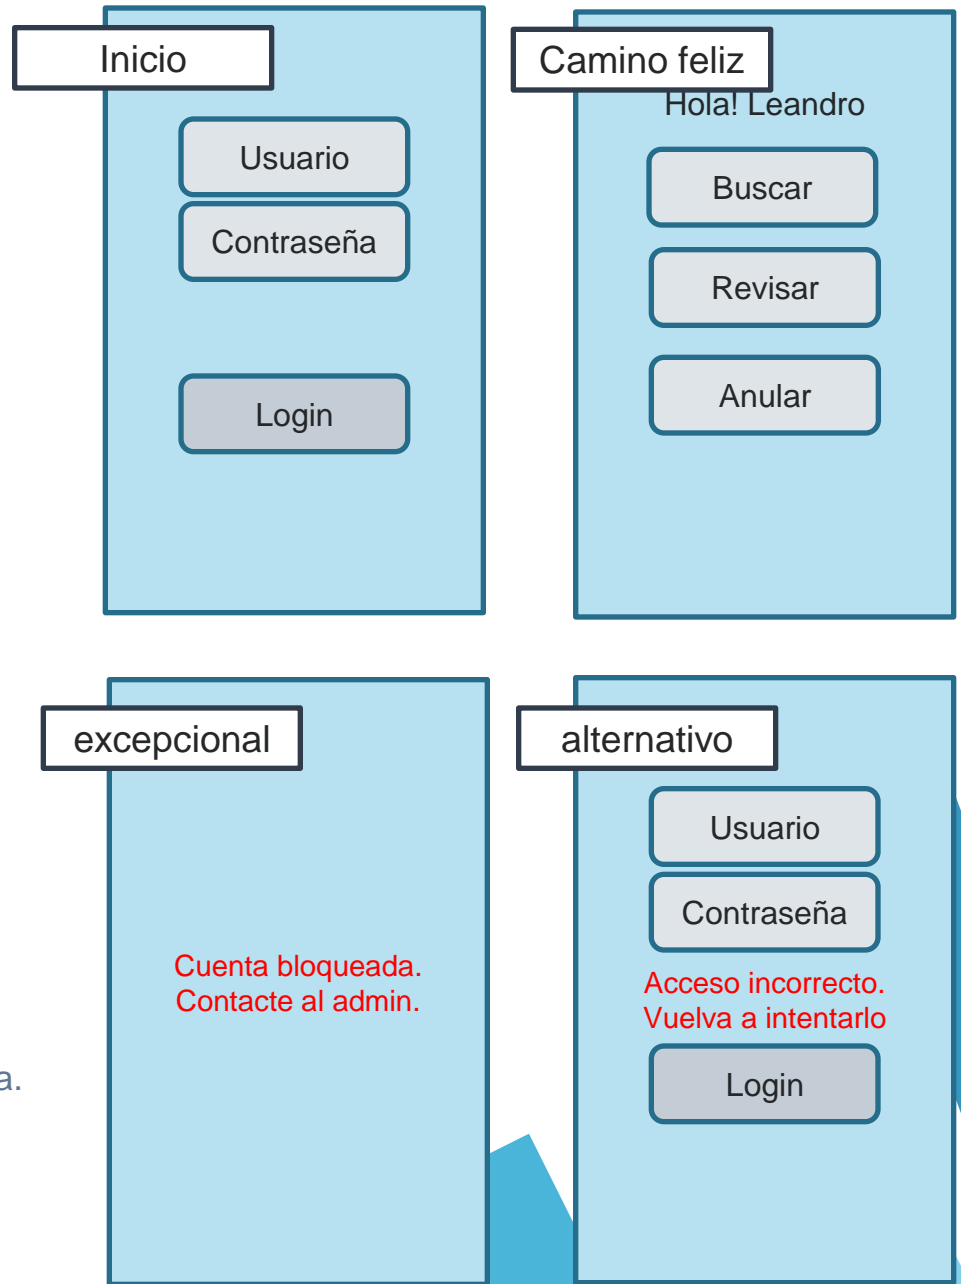 Inicio
Usuario
Contraseña
Login
Camino feliz
Hola! Leandro
Buscar
Revisar
Anular
excepcional
Cuenta bloqueada.
Contacte al admin.
a.
alternativo
Usuario
Contraseña
Acceso incorrecto.
Vuelva a intentarlo
Login